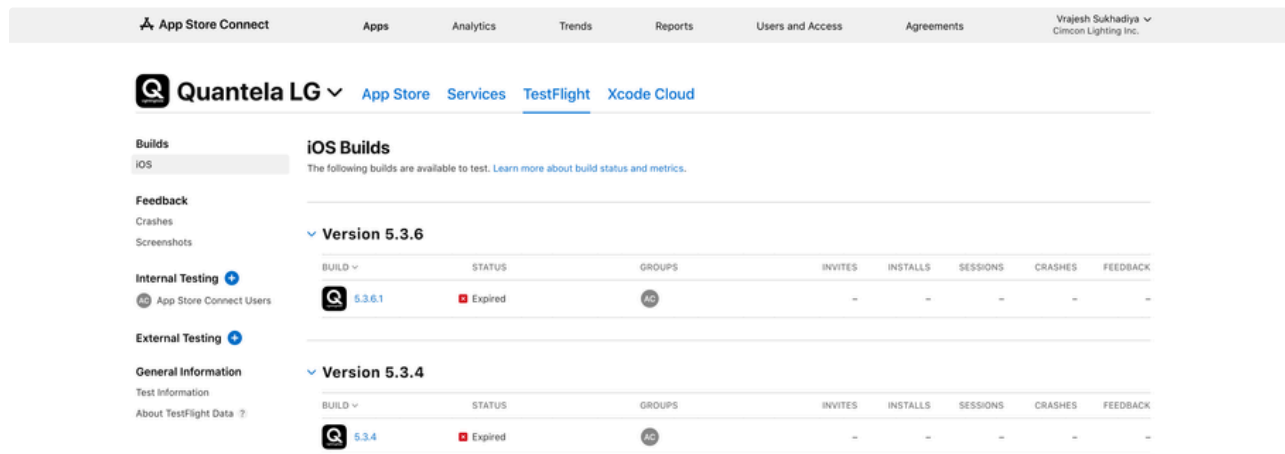 App Store Connect Apps Analytics Trends Reports Users and Access Agreements Vrajesh Sukhadiya
Cimcon Lighting Inc.
Quantela LG App Store Services TestFlight Xcode Cloud
Builds
iOS
Feedback
Crashes
Screenshots
Internal Testing
AC App Store Connect Users
External Testing
General Information
Test Information
About TestFlight Data ?
iOS Builds
The following builds are available to test. Learn more about build status and metrics.
Version 5.3.6
BUILD STATUS GROUPS INVITES INSTALLS SESSIONS CRASHES FEEDBACK
Q 5.3.6.1 Expired AC – – – – –
Version 5.3.4
BUILD STATUS GROUPS INVITES INSTALLS SESSIONS CRASHES FEEDBACK
Q 5.3.4 Expired AC – – – – –